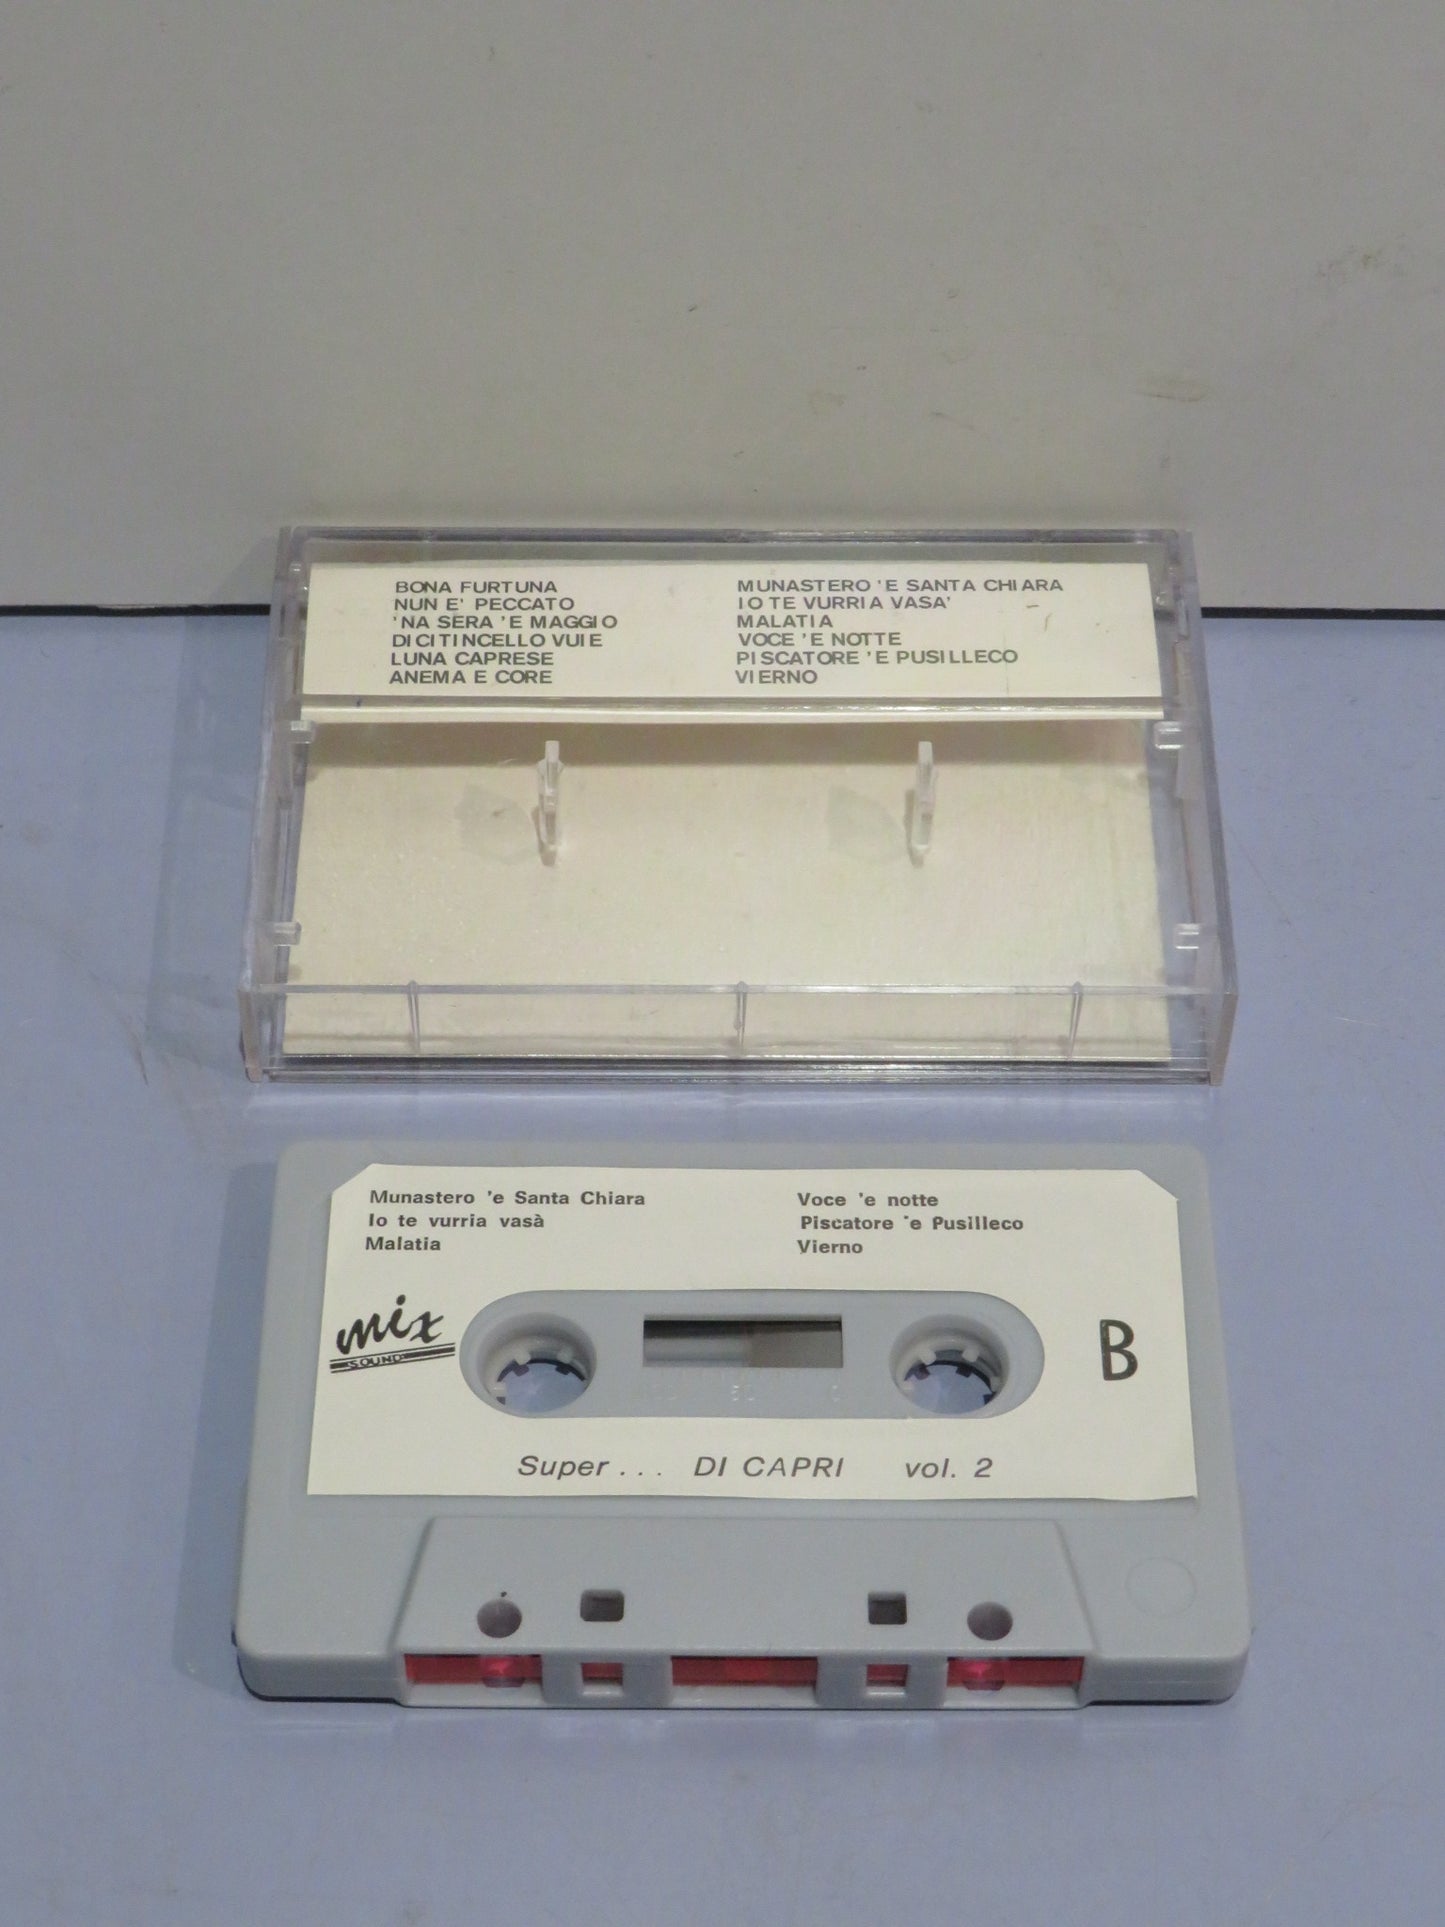 BONA FURTUNA
NUN E' PECCATO
'NA SERA 'E MAGGIO
DICITINCELLO VUIE
LUNA CAPRESE
ANEMA E CORE
MUNASTERO 'E SANTA CHIARA
IO TE VURRIA VASA'
MALATIA
VOCE 'E NOTTE
PISCATORE 'E PUSILLECO
VIERNO
Munastero 'e Santa Chiara
Io te vurria vasà
Malatia
Voce 'e notte
Piscatore 'e Pusilleco
Vierno
mix
SOUND
B
Super... DI CAPRI vol. 2